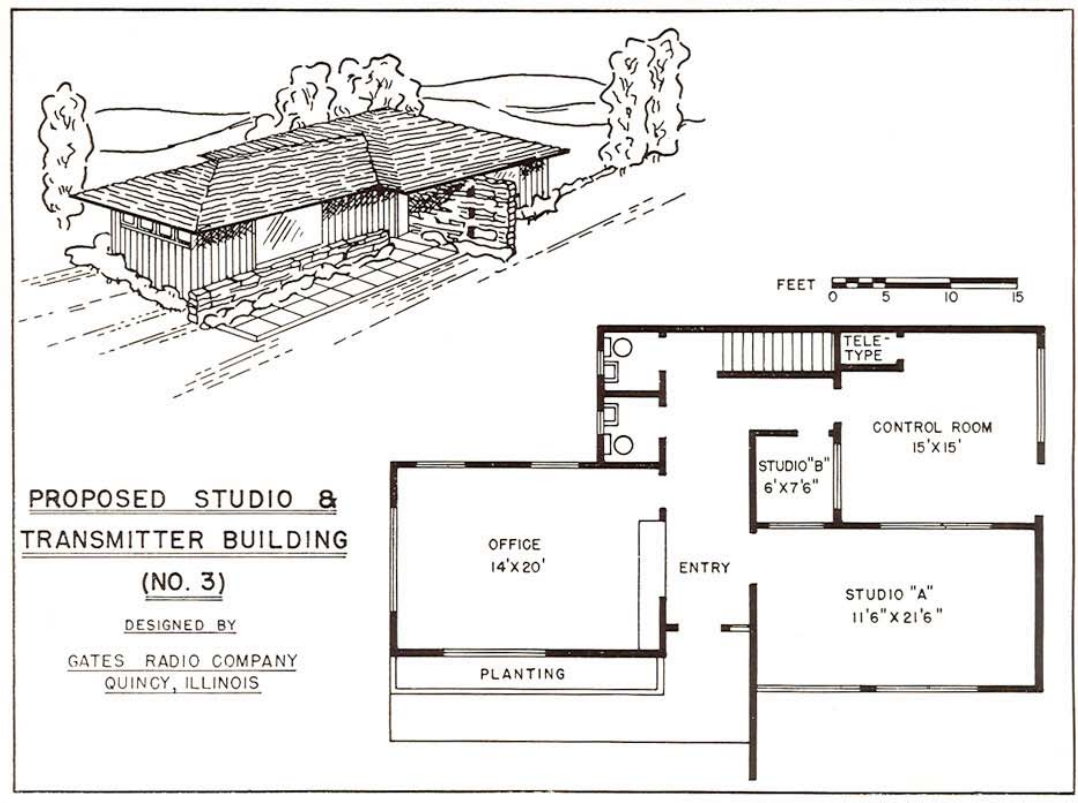 FEET
0 5 10 15
TELE-
TYPE
CONTROL ROOM
15'X15'
STUDIO "B"
6'X7'6"
PROPOSED STUDIO &
TRANSMITTER BUILDING
(NO. 3)
DESIGNED BY
GATES RADIO COMPANY
QUINCY, ILLINOIS
OFFICE
14'X20'
ENTRY
STUDIO "A"
11'6"X21'6"
PLANTING